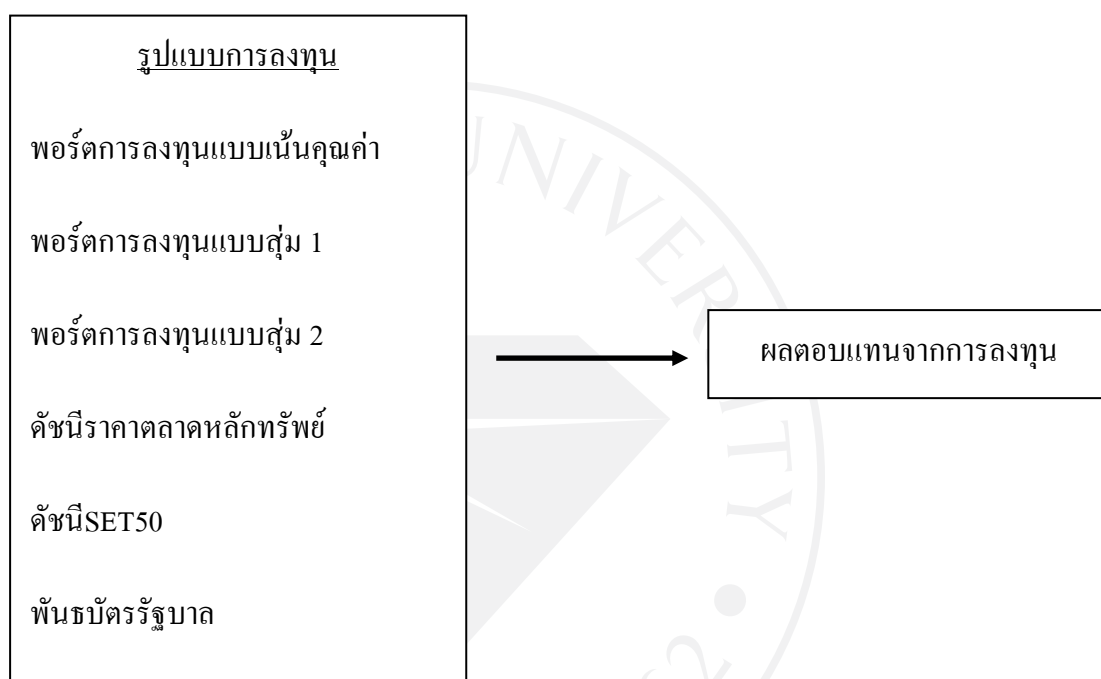 รูปแบบการลงทุน
พอร์ตการลงทุนแบบเน้นคุณค่า
พอร์ตการลงทุนแบบสุ่ม 1
พอร์ตการลงทุนแบบสุ่ม 2
ผลตอบแทนจากการลงทุน
ดัชนีราคาตลาดหลักทรัพย์
ดัชนีSET50
พันธบัตรรัฐบาล
UNIVERSITY